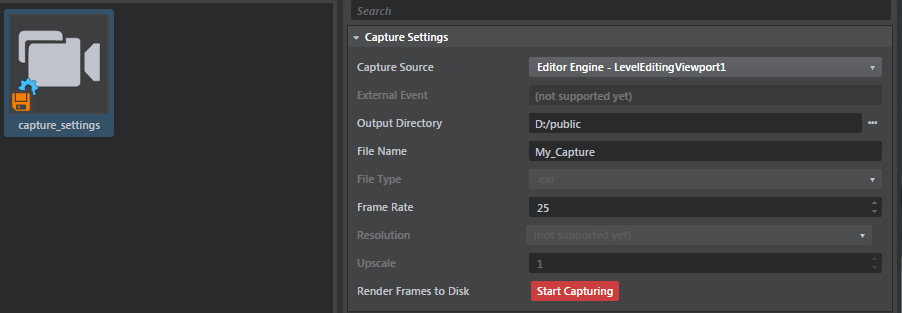 capture_settings
Search
Capture Settings
Capture Source Editor Engine - LevelEditingViewport1
External Event (not supported yet)
Output Directory D:/public ...
File Name My_Capture
File Type .exr
Frame Rate 25
Resolution (not supported yet)
Upscale 1
Render Frames to Disk Start Capturing